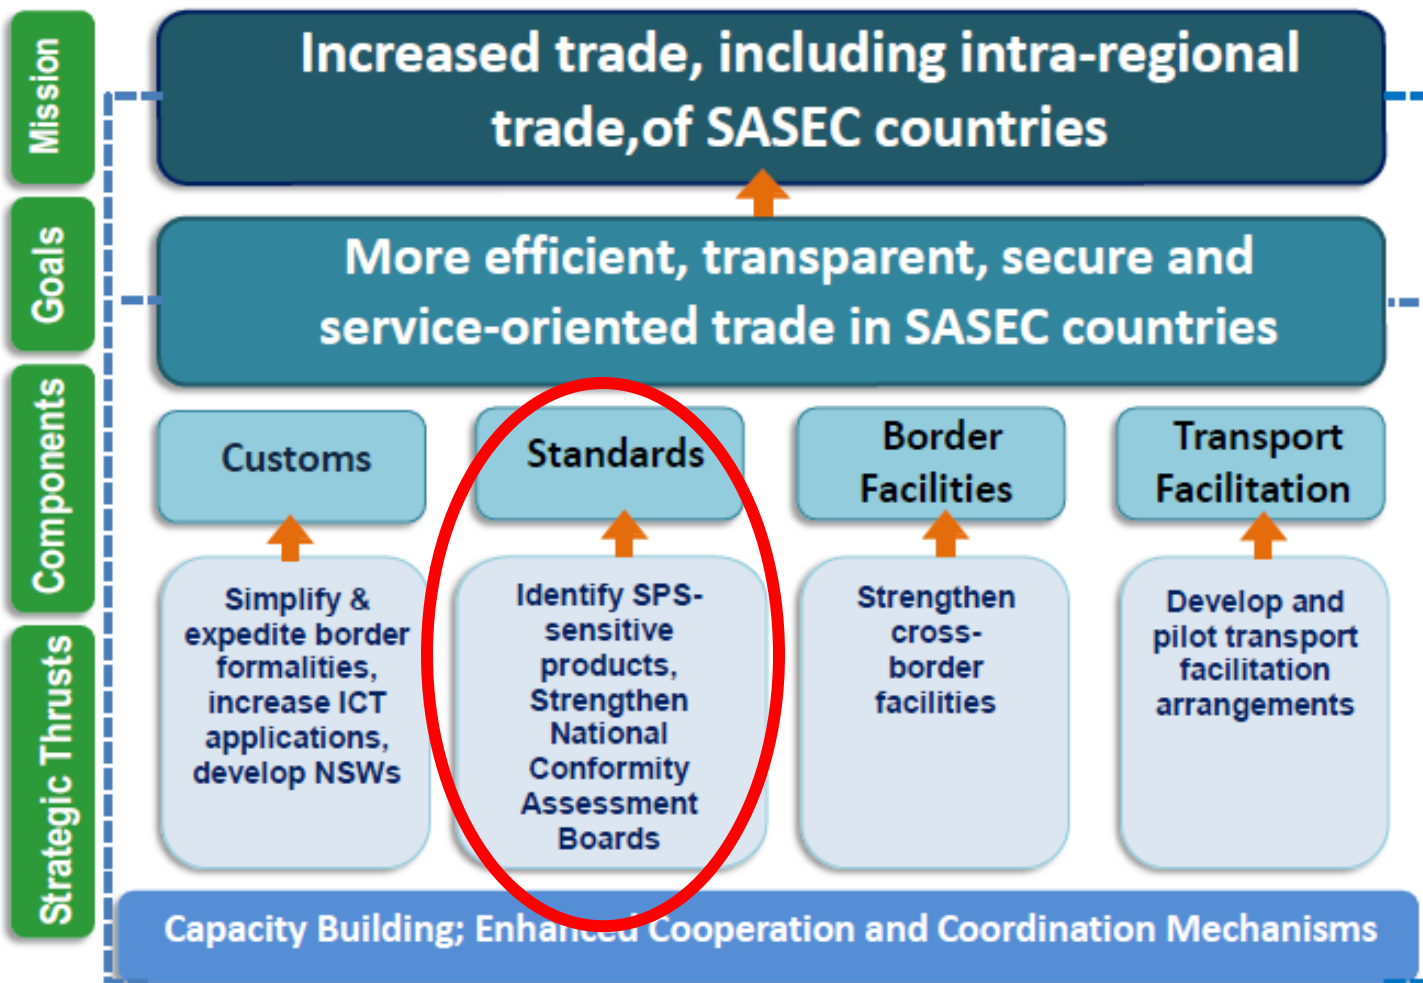 Mission
Increased trade, including intra-regional
trade,of SASEC countries
Goals
More efficient, transparent, secure and
service-oriented trade in SASEC countries
Components
Customs
Standards
Border
Facilities
Transport
Facilitation
Strategic Thrusts
Simplify &
expedite border
formalities,
increase ICT
applications,
develop NSWs
Identify SPS-
sensitive
products,
Strengthen
National
Conformity
Assessment
Boards
Strengthen
cross-
border
facilities
Develop and
pilot transport
facilitation
arrangements
Capacity Building; Enhanced Cooperation and Coordination Mechanisms